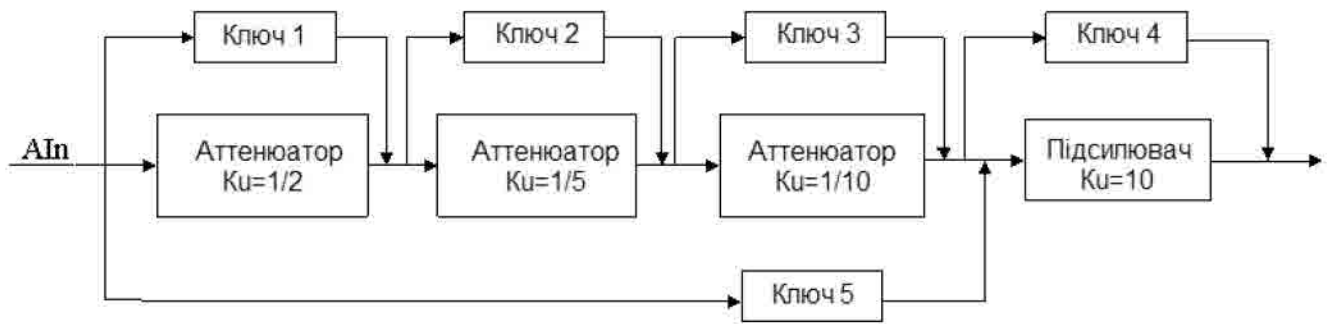 Ключ 1
Ключ 2
Ключ 3
Ключ 4
AIn
Аттенюатор
Ku=1/2
Аттенюатор
Ku=1/5
Аттенюатор
Ku=1/10
Підсилювач
Ku=10
Ключ 5